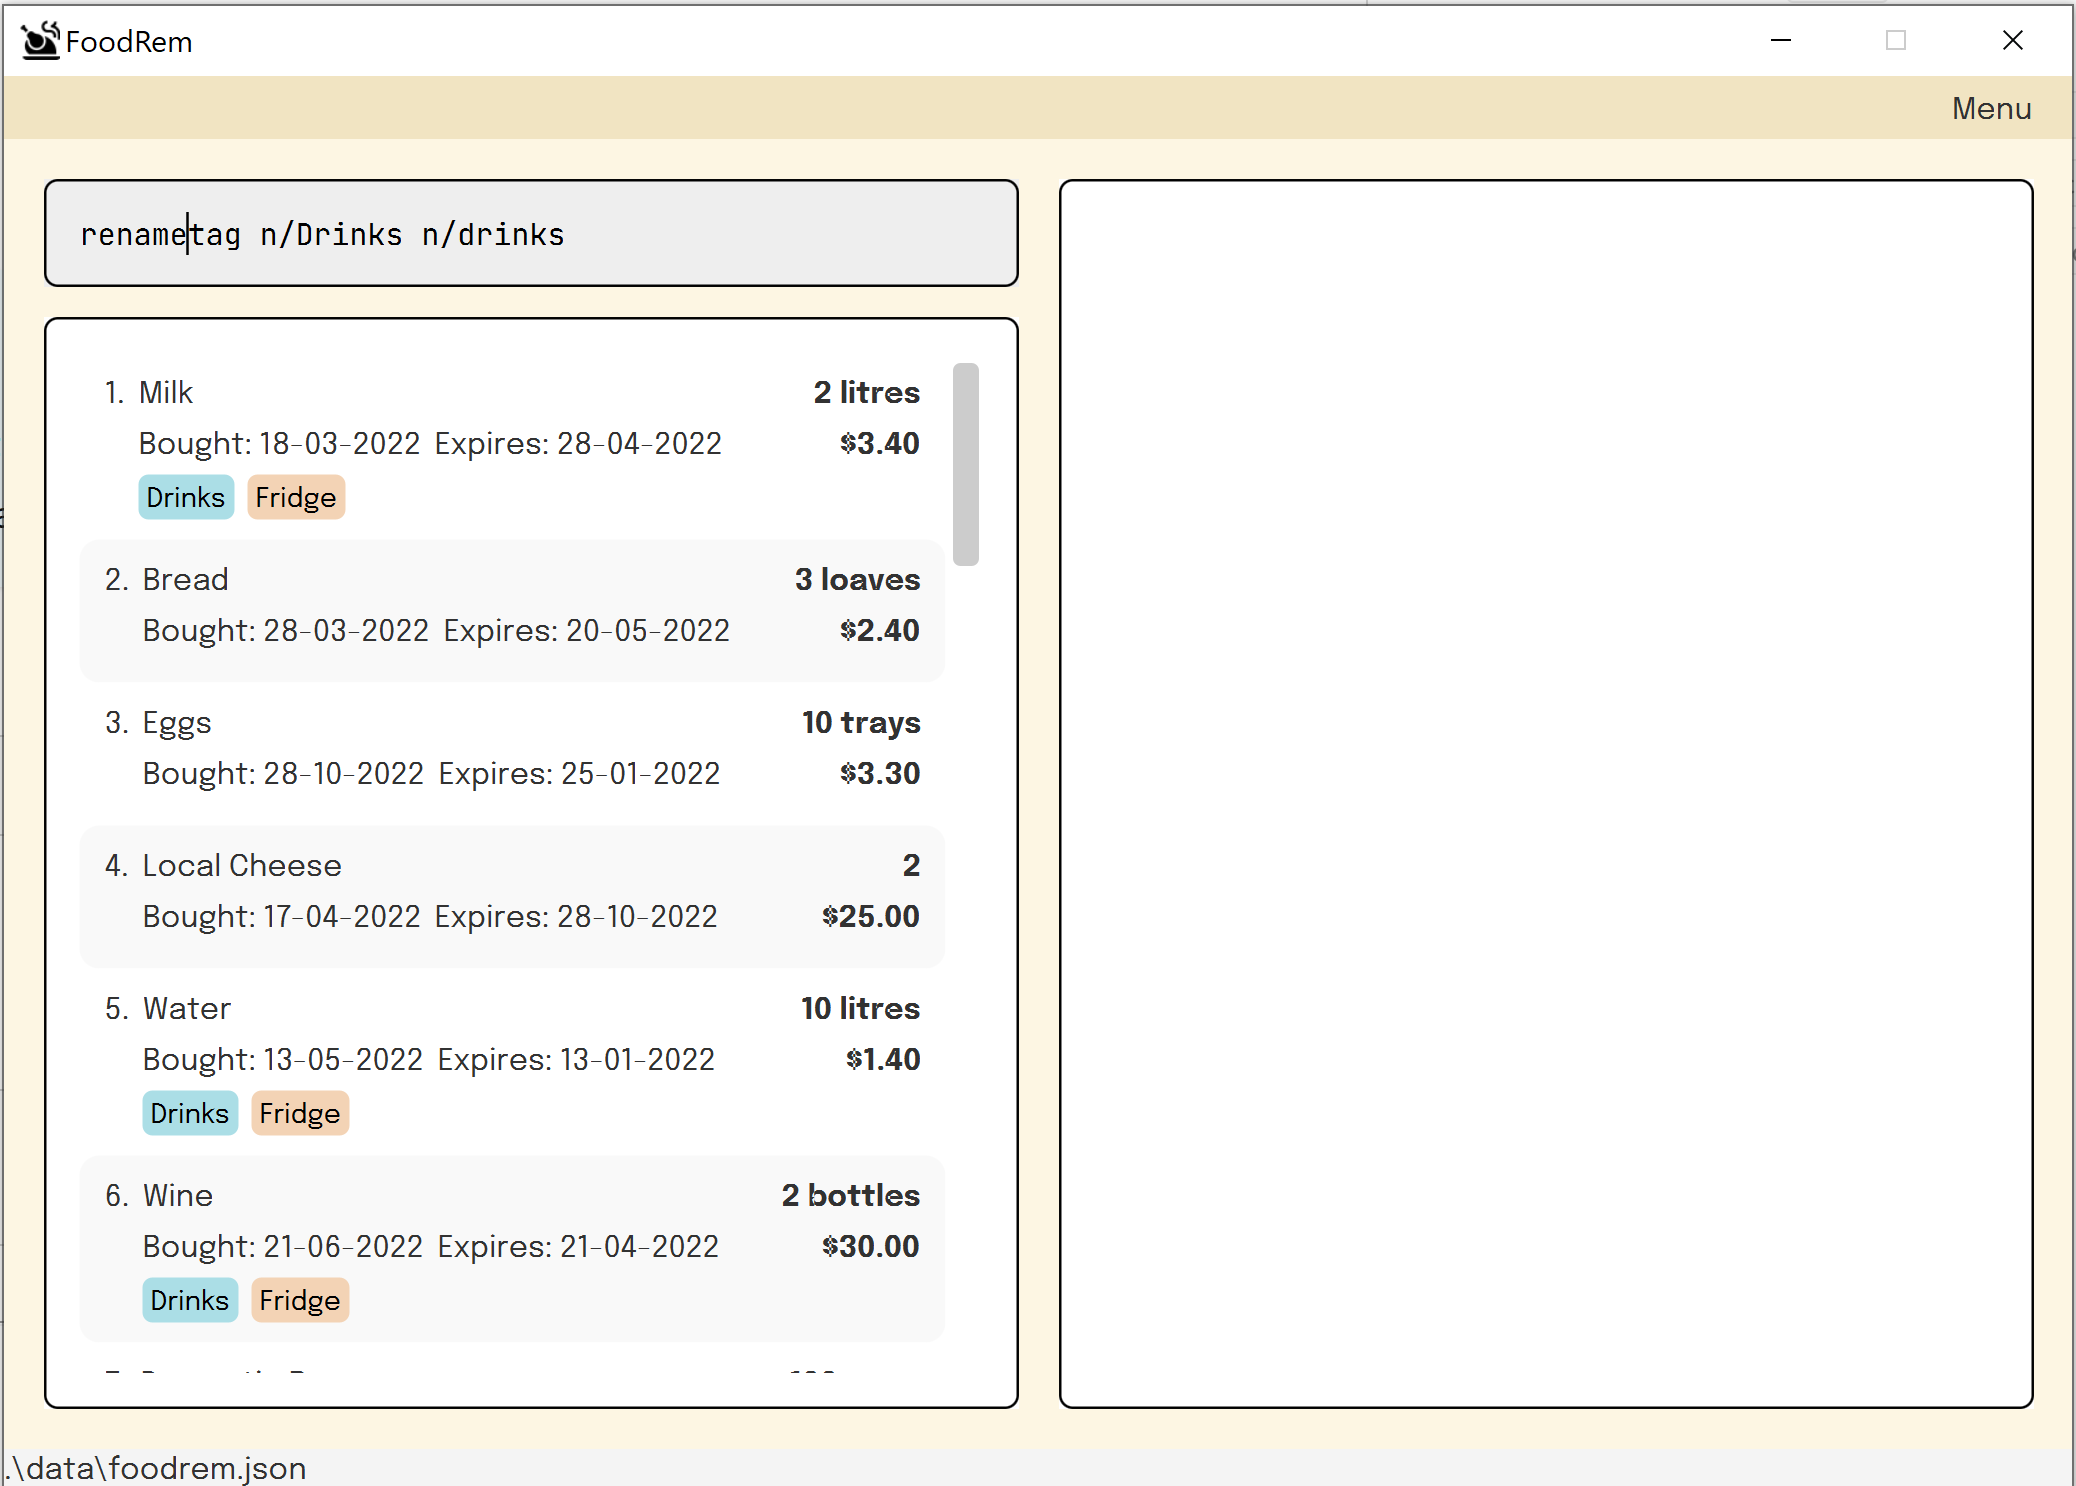 FoodRem
Menu
renametag n/Drinks n/drinks
1. Milk 2 litres
Bought: 18-03-2022 Expires: 28-04-2022 $3.40
Drinks Fridge
2. Bread 3 loaves
Bought: 28-03-2022 Expires: 20-05-2022 $2.40
3. Eggs 10 trays
Bought: 28-10-2022 Expires: 25-01-2022 $3.30
4. Local Cheese 2
Bought: 17-04-2022 Expires: 28-10-2022 $25.00
5. Water 10 litres
Bought: 13-05-2022 Expires: 13-01-2022 $1.40
Drinks Fridge
6. Wine 2 bottles
Bought: 21-06-2022 Expires: 21-04-2022 $30.00
Drinks Fridge
.\data\foodrem.json